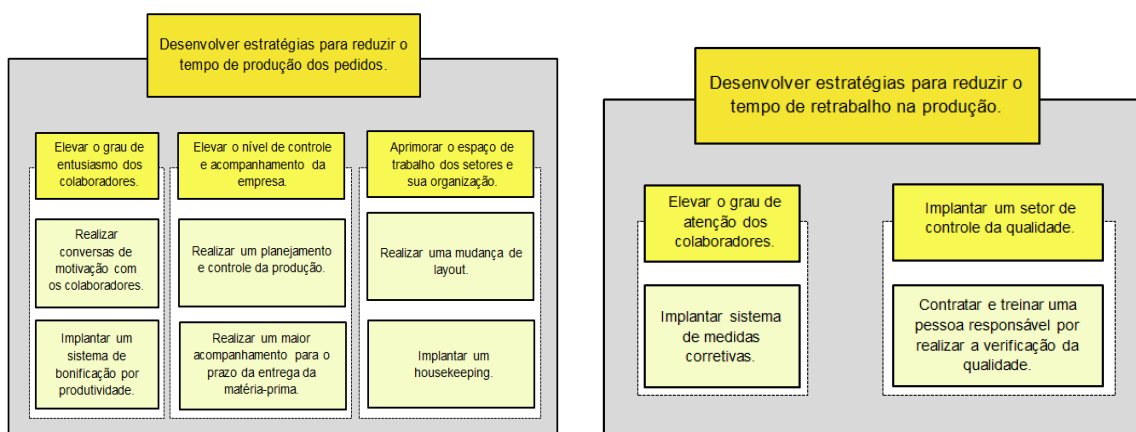 Desenvolver estratégias para reduzir o
tempo de produção dos pedidos.
Elevar o grau de
entusiasmo dos
colaboradores.
Realizar
conversas de
motivação com
os colaboradores.
Implantar um
sistema de
bonificação por
produtividade.
Elevar o nível de controle
e acompanhamento da
empresa.
Realizar um planejamento
e controle da produção.
Realizar um maior
acompanhamento para o
prazo da entrega da
matéria-prima.
Aprimorar o espaço de
trabalho dos setores e
sua organização.
Realizar uma mudança de
layout.
Implantar um
housekeeping.
Desenvolver estratégias para reduzir o
tempo de retrabalho na produção.
Elevar o grau de
atenção dos
colaboradores.
Implantar sistema
de medidas
corretivas.
Implantar um setor de
controle da qualidade.
Contratar e treinar uma
pessoa responsável por
realizar a verificação da
qualidade.